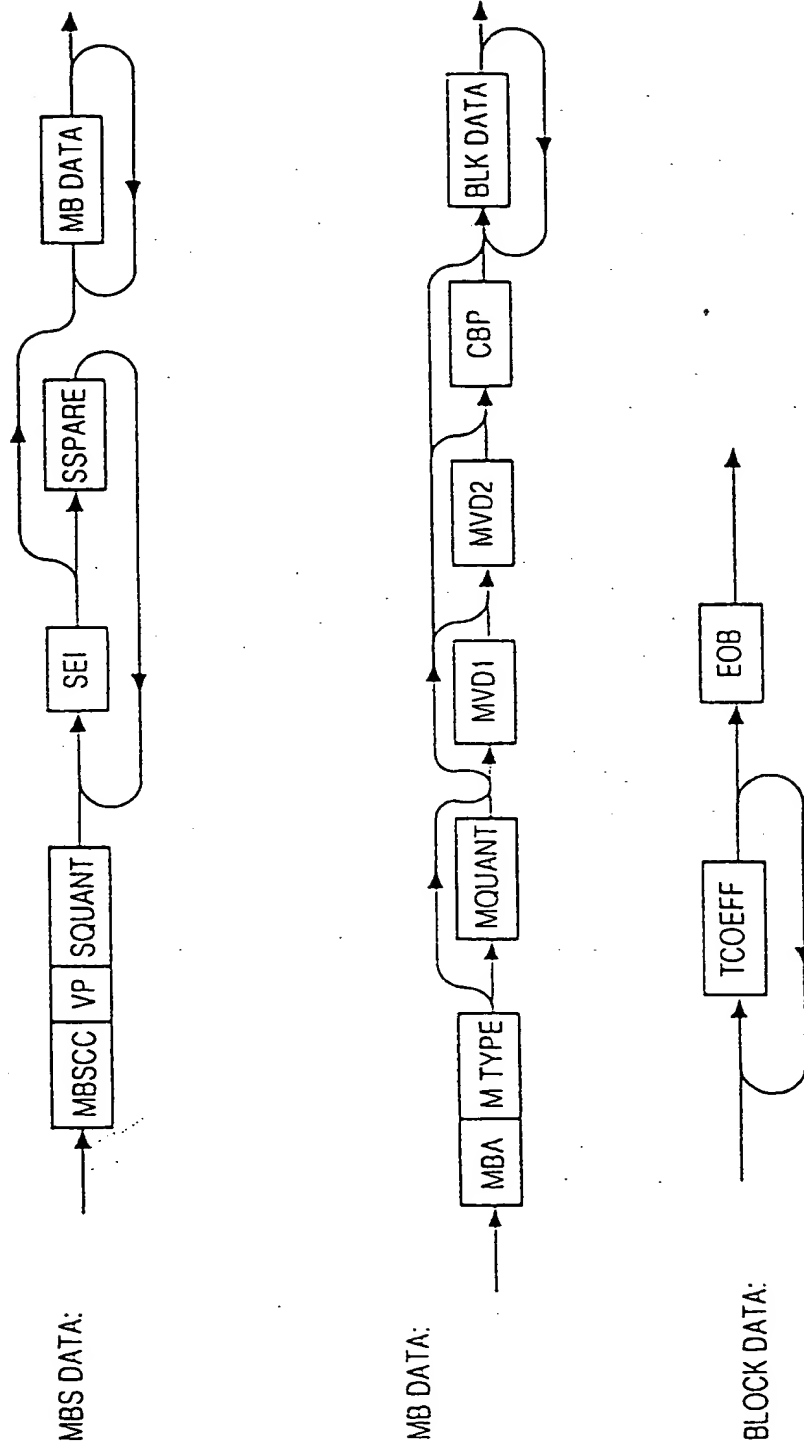 MBS DATA:
MBSCC VP SQUANT
SEI
SSPARE
MB DATA
MB DATA:
MBA M TYPE
MQUANT
MVD1
MVD2
CBP
BLK DATA
BLOCK DATA:
TCOEFF
EOB